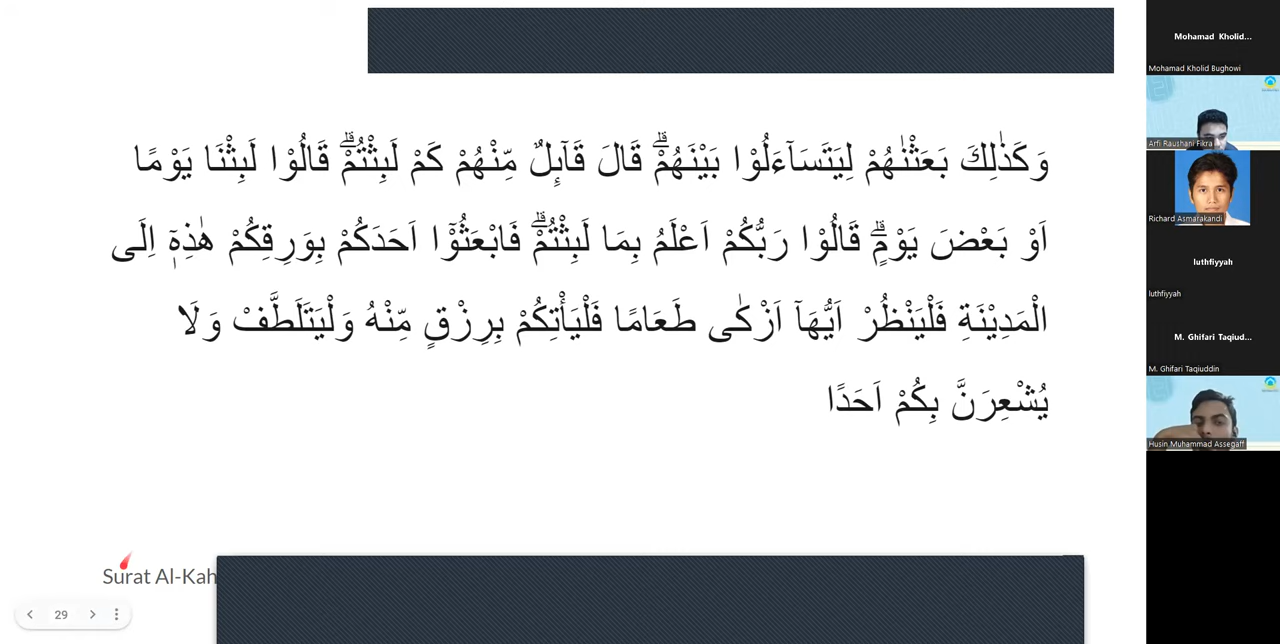 وَكَذٰلِكَ بَعَثْنٰهُمْ لِيَتَسَاۤءَلُوْا بَيْنَهُمْۗ قَالَ قَاۤىِٕلٌ مِّنْهُمْ كَمْ لَبِثْتُمْۗ قَالُوْا لَبِثْنَا يَوْمًا
اَوْ بَعْضَ يَوْمٍۗ قَالُوْا رَبُّكُمْ اَعْلَمُ بِمَا لَبِثْتُمْۗ فَابْعَثُوْٓا اَحَدَكُمْ بِوَرِقِكُمْ هٰذِهٖٓ اِلَى
الْمَدِيْنَةِ فَلْيَنْظُرْ اَيُّهَآ اَزْكٰى طَعَامًا فَلْيَأْتِكُمْ بِرِزْقٍ مِّنْهُ وَلْيَتَلَطَّفْ وَلَا
يُشْعِرَنَّ بِكُمْ اَحَدًا
Surat Al-Kah
29
Mohamad Kholid...
Mohamad Kholid Bughowi
Arfi Raushani Fikra
Richard Asmarakandi
luthfiyyah
luthfiyyah
M. Ghifari Taqiud...
M. Ghifari Taqiuddin
Husin Muhammad Assegaff